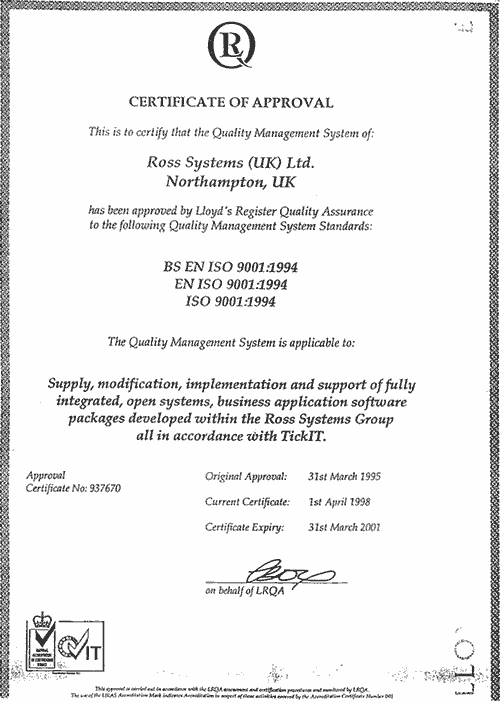 LRQ
CERTIFICATE OF APPROVAL
This is to certify that the Quality Management System of:
Ross Systems (UK) Ltd.
Northampton, UK
has been approved by Lloyd's Register Quality Assurance
to the following Quality Management System Standards:
BS EN ISO 9001:1994
EN ISO 9001:1994
ISO 9001:1994
The Quality Management System is applicable to:
Supply, modification, implementation and support of fully
integrated, open systems, business application software
packages developed within the Ross Systems Group
all in accordance with TickIT.
Approval
Certificate No: 937670
Original Approval: 31st March 1995
Current Certificate: 1st April 1998
Certificate Expiry: 31st March 2001
on behalf of LRQA
IT
This approval is carried out in accordance with the LRQA assessment and certification procedures and monitored by LRQA.
The use of the UKAS Accreditation Mark indicates Accreditation in respect of those activities covered by the Accreditation Certificate Number 001